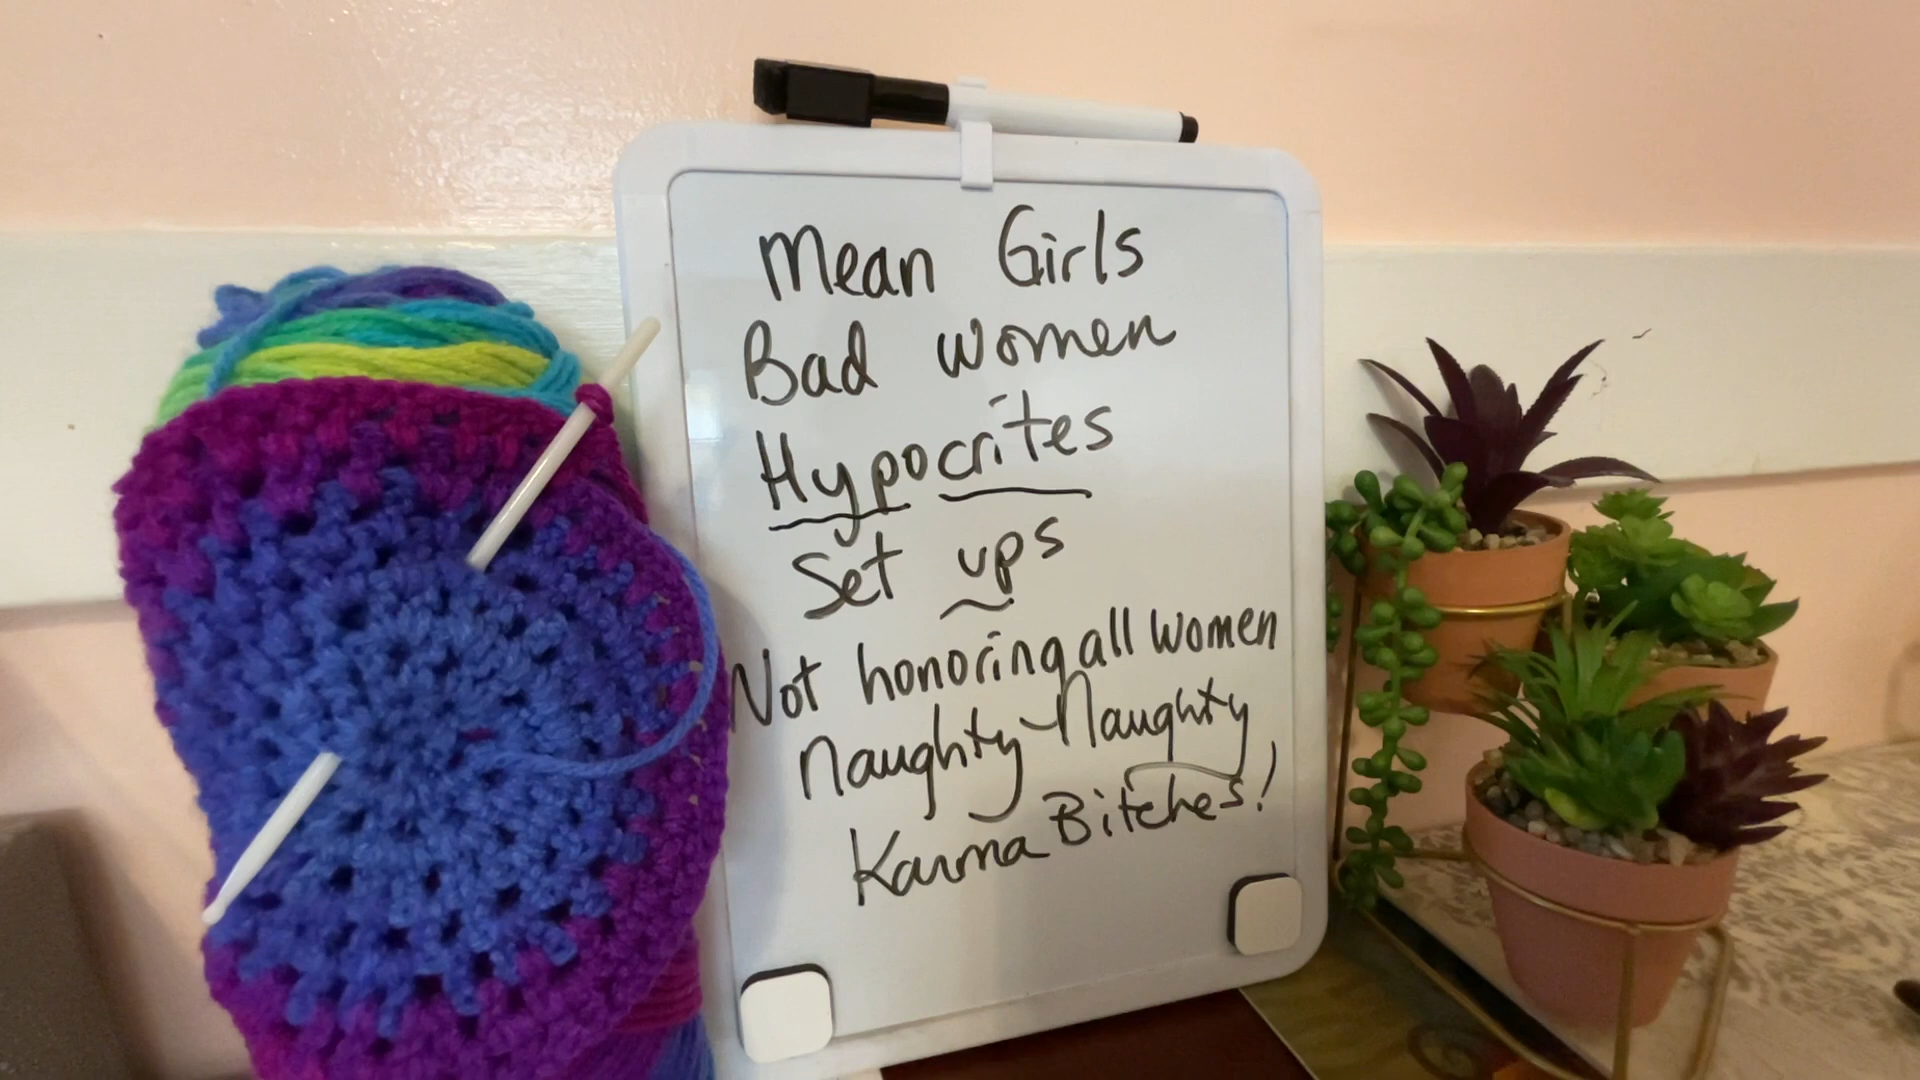 Mean Girls
Bad women
Hypocrites
Set ups
Not honoring all women
Naughty-Naughty
Karma Bitches!